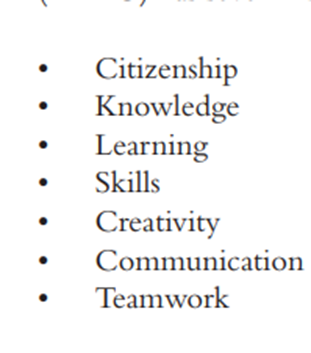 • Citizenship
• Knowledge
• Learning
• Skills
• Creativity
• Communication
• Teamwork